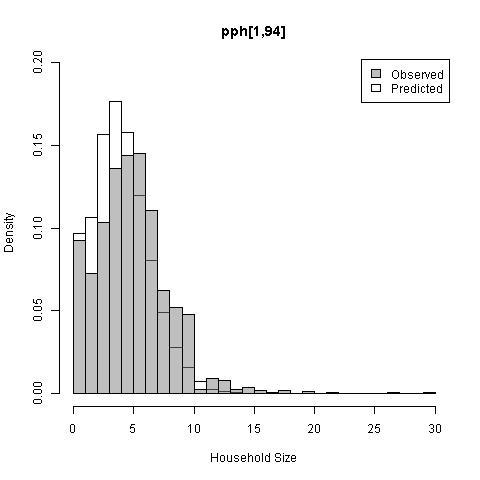 pph[1,94]
Observed
Predicted
0.20
0.15
0.10
0.05
0.00
Density
0 5 10 15 20 25 30
Household Size